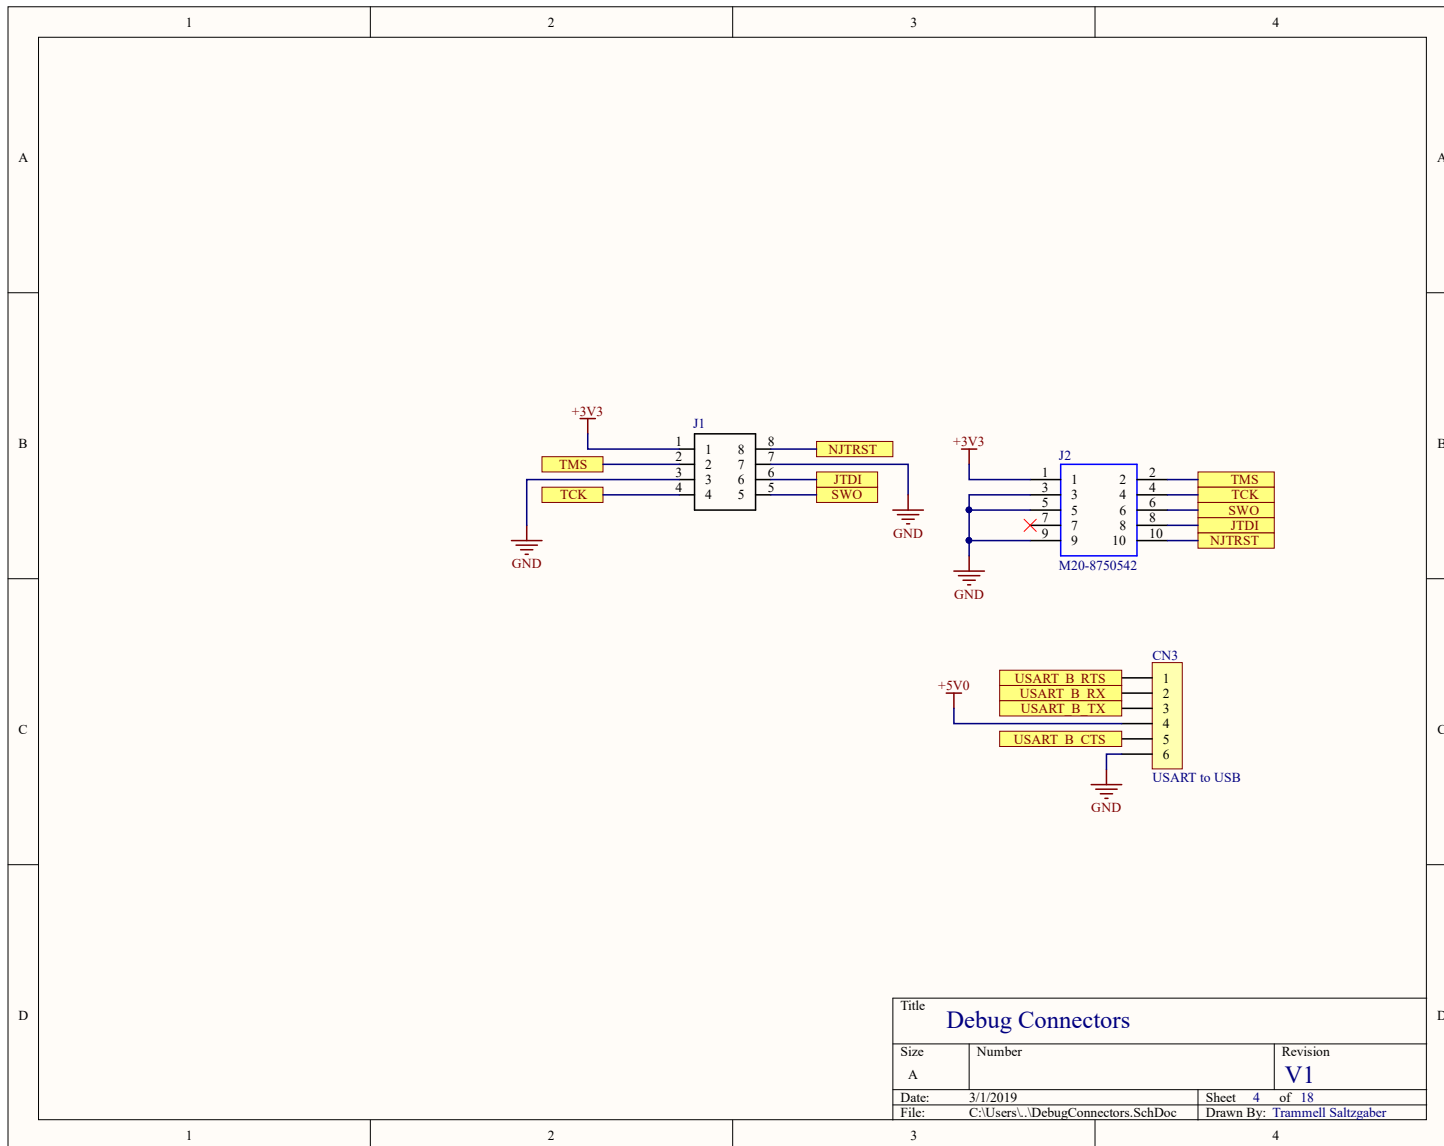 1 2 3 4
A A
+3V3
J1
1 1 8 8 NJTRST
B B
+3V3
J2
TMS 2 2 7 7
3 3 6 6 JTDI
TCK 4 4 5 5 SWO
GND
GND
1 1 2 2 TMS
3 3 4 4 TCK
5 5 6 6 SWO
7 7 8 8 JTDI
9 9 10 10 NJTRST
M20-8750542
GND
CN3
USART_B_RTS 1
+5V0
USART_B_RX 2
USART_B_TX 3
4
C C
USART_B_CTS 5
6
USART to USB
GND
Title
Debug Connectors
D D
Size Number Revision
A V1
Date: 3/1/2019 Sheet 4 of 18
File: C:\Users\..\DebugConnectors.SchDoc Drawn By: Trammell Saltzgaber
1 2 3 4